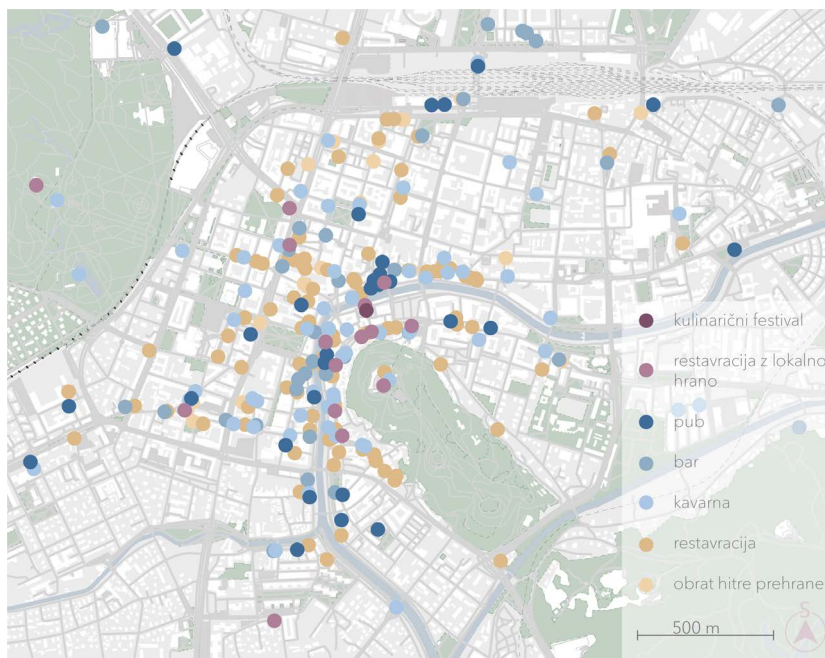 kulinarični festival
restavracija z lokalno
hrano
pub
bar
kavarna
restavracija
obrat hitre prehrane
500 m
S